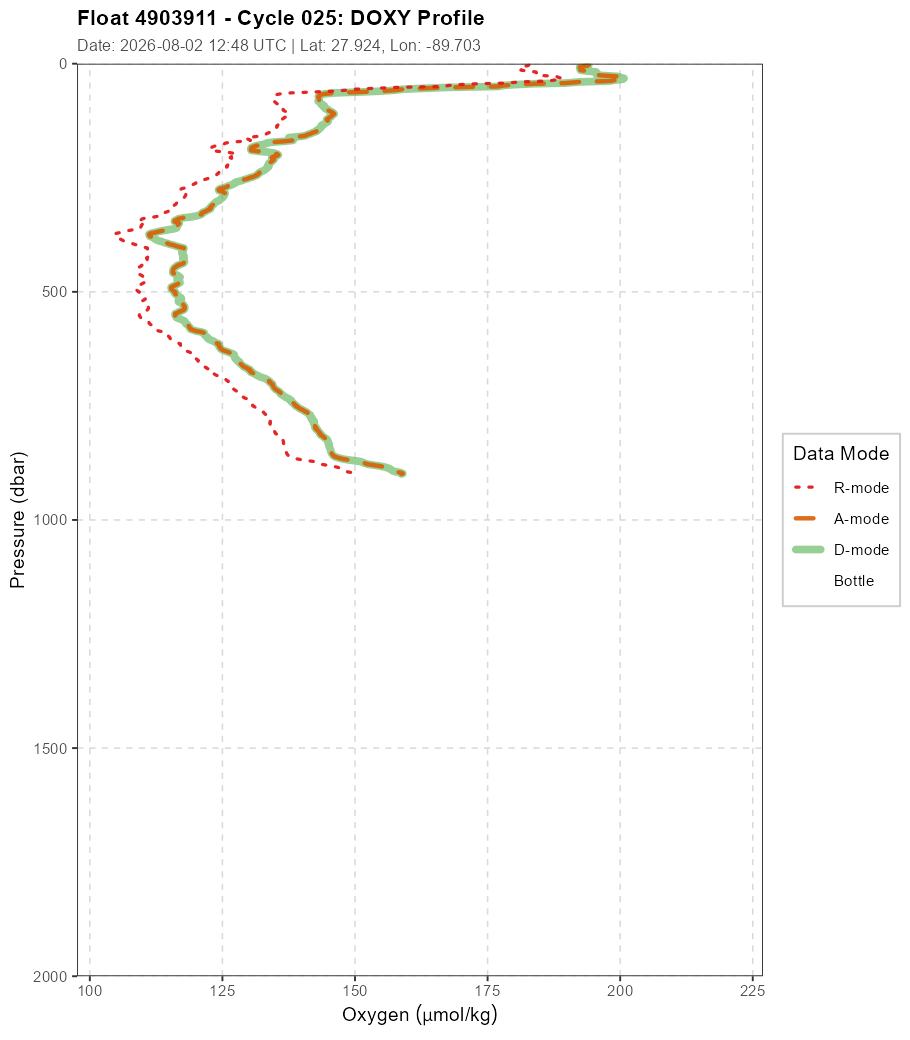 Float 4903911 - Cycle 025: DOXY Profile
Date: 2026-08-02 12:48 UTC | Lat: 27.924, Lon: -89.703
0
500
1000
1500
2000
Pressure (dbar)
100 125 150 175 200 225
Oxygen (μmol/kg)
Data Mode
R-mode
A-mode
D-mode
Bottle